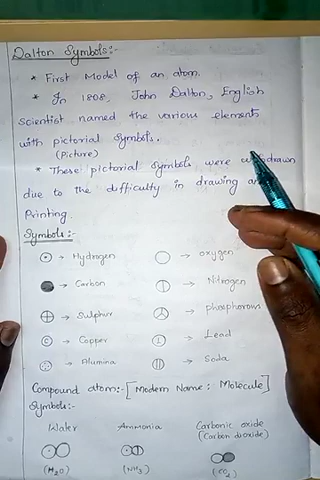 Dalton Symbols:-
* First Model of an atom.
* In 1808, John Dalton, English
scientist named the various elements
with pictorial symbols.
(Picture)
* These pictorial symbols were withdrawn
due to the difficulty in drawing
Printing.
Symbols:-
→ Hydrogen → oxygen
→ Carbon → Nitrogen
→ Sulphur → phosphorous
C → Copper L → Lead
→ Alumina → Soda
Compound atom:- [Modern Name: Molecule]
Symbols:-
Water Ammonia Carbonic oxide
(Carbon dioxide)
(H2O) (NH3) (CO2)